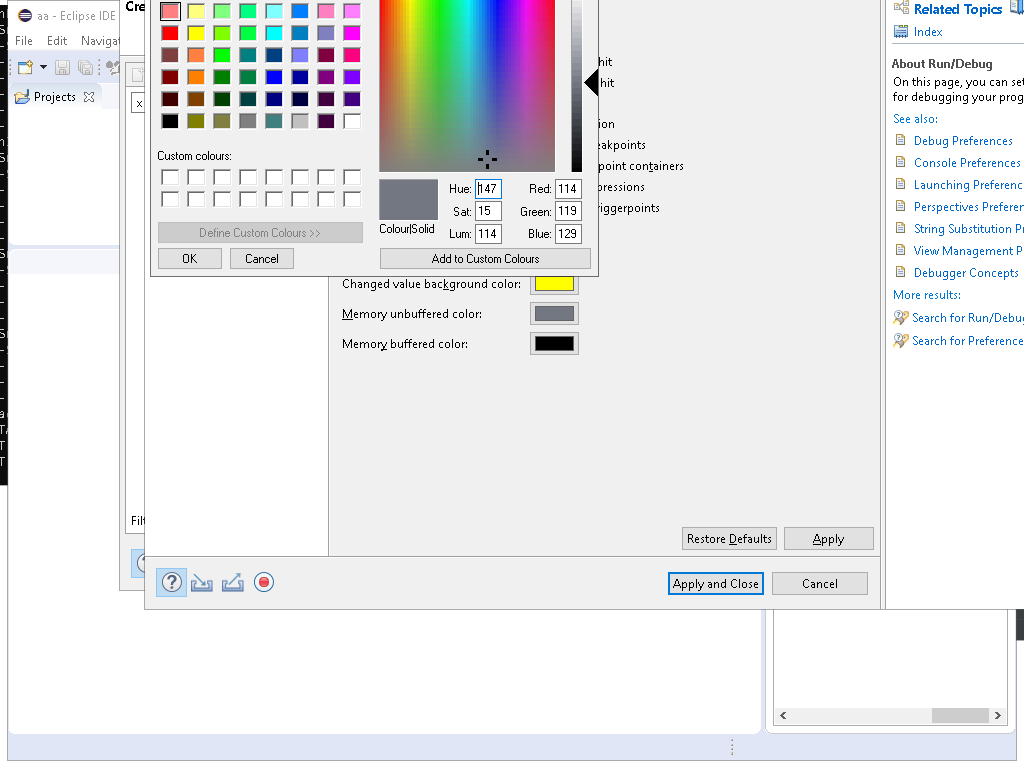 aa - Eclipse IDE
Cre
File Edit Navigat
Projects
x
Custom colours:
Define Custom Colours >>
OK Cancel
Hue: 147 Red: 114
Sat: 15 Green: 119
Lum: 114 Blue: 129
Colour|Solid
Add to Custom Colours
hit
hit
ion
eakpoints
point containers
pressions
riggerpoints
Changed value background color:
Memory unbuffered color:
Memory buffered color:
Filt
Restore Defaults Apply
Apply and Close Cancel
Related Topics
Index
About Run/Debug
On this page, you can set
for debugging your prog
See also:
Debug Preferences
Console Preferences
Launching Preferenc
Perspectives Preferen
String Substitution Pr
View Management P
Debugger Concepts
More results:
Search for Run/Debug
Search for Preference